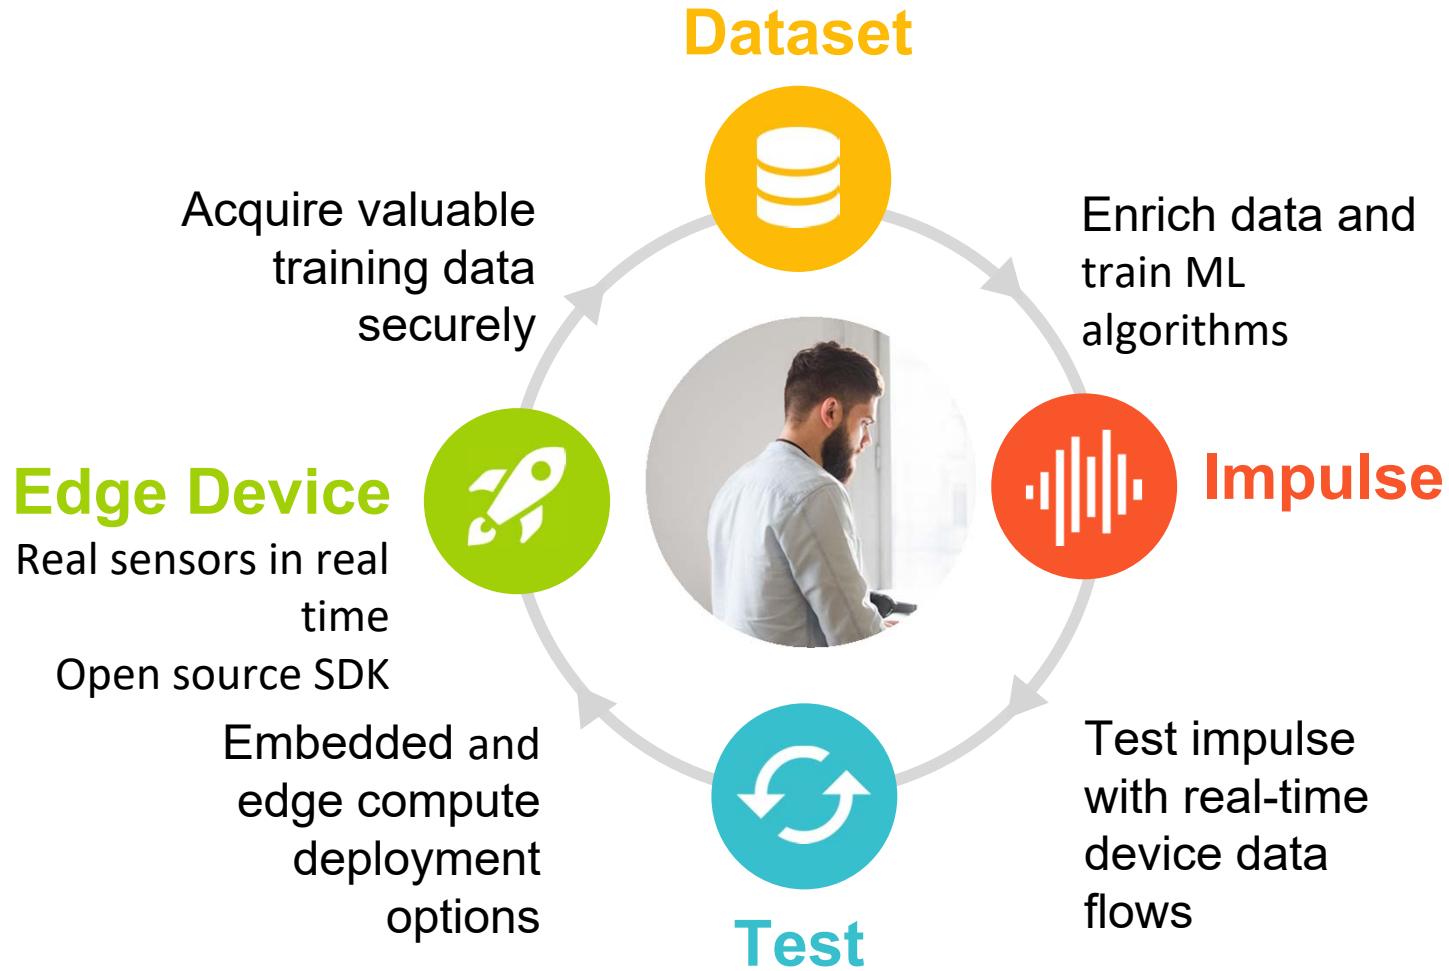 Dataset
Acquire valuable
training data
securely
Enrich data and
train ML
algorithms
Edge Device
Real sensors in real
time
Open source SDK
Impulse
Embedded and
edge compute
deployment
options
Test impulse
with real-time
device data
flows
Test